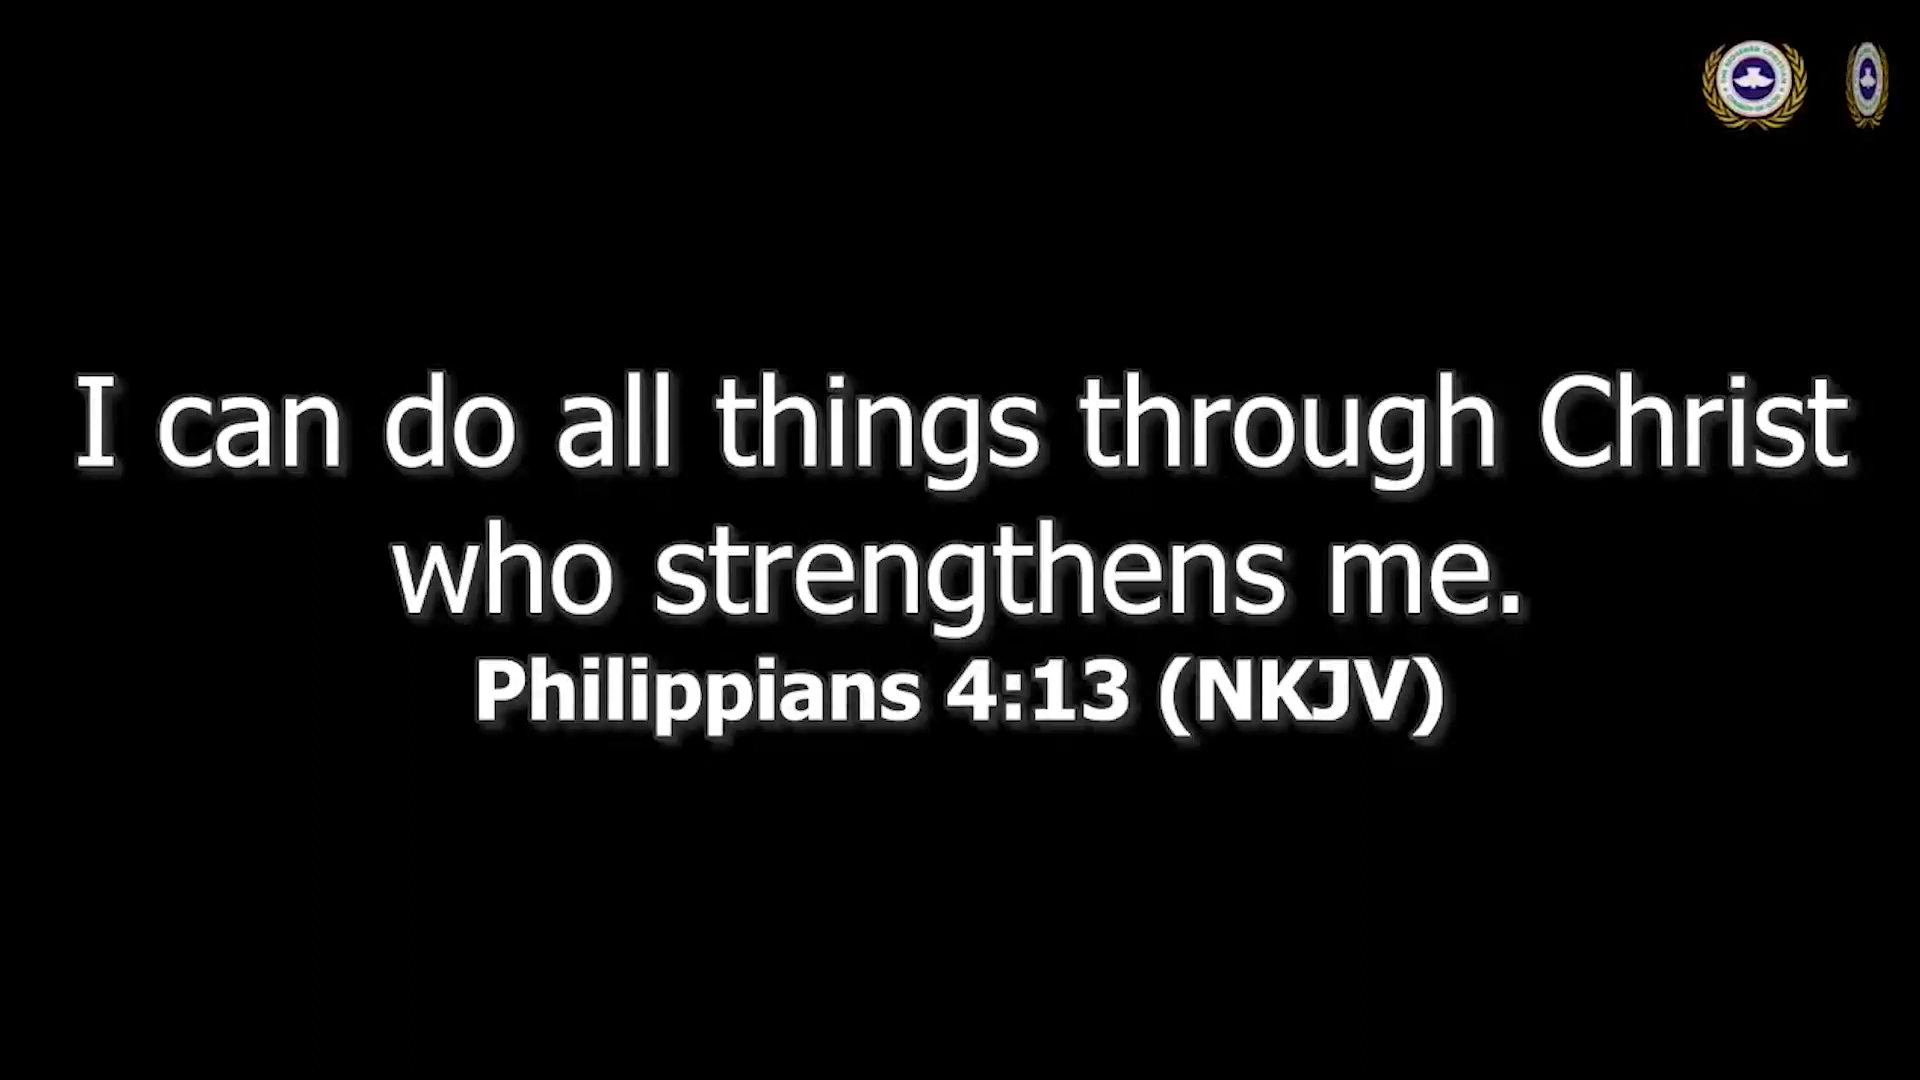 I can do all things through Christ
who strengthens me.
Philippians 4:13 (NKJV)